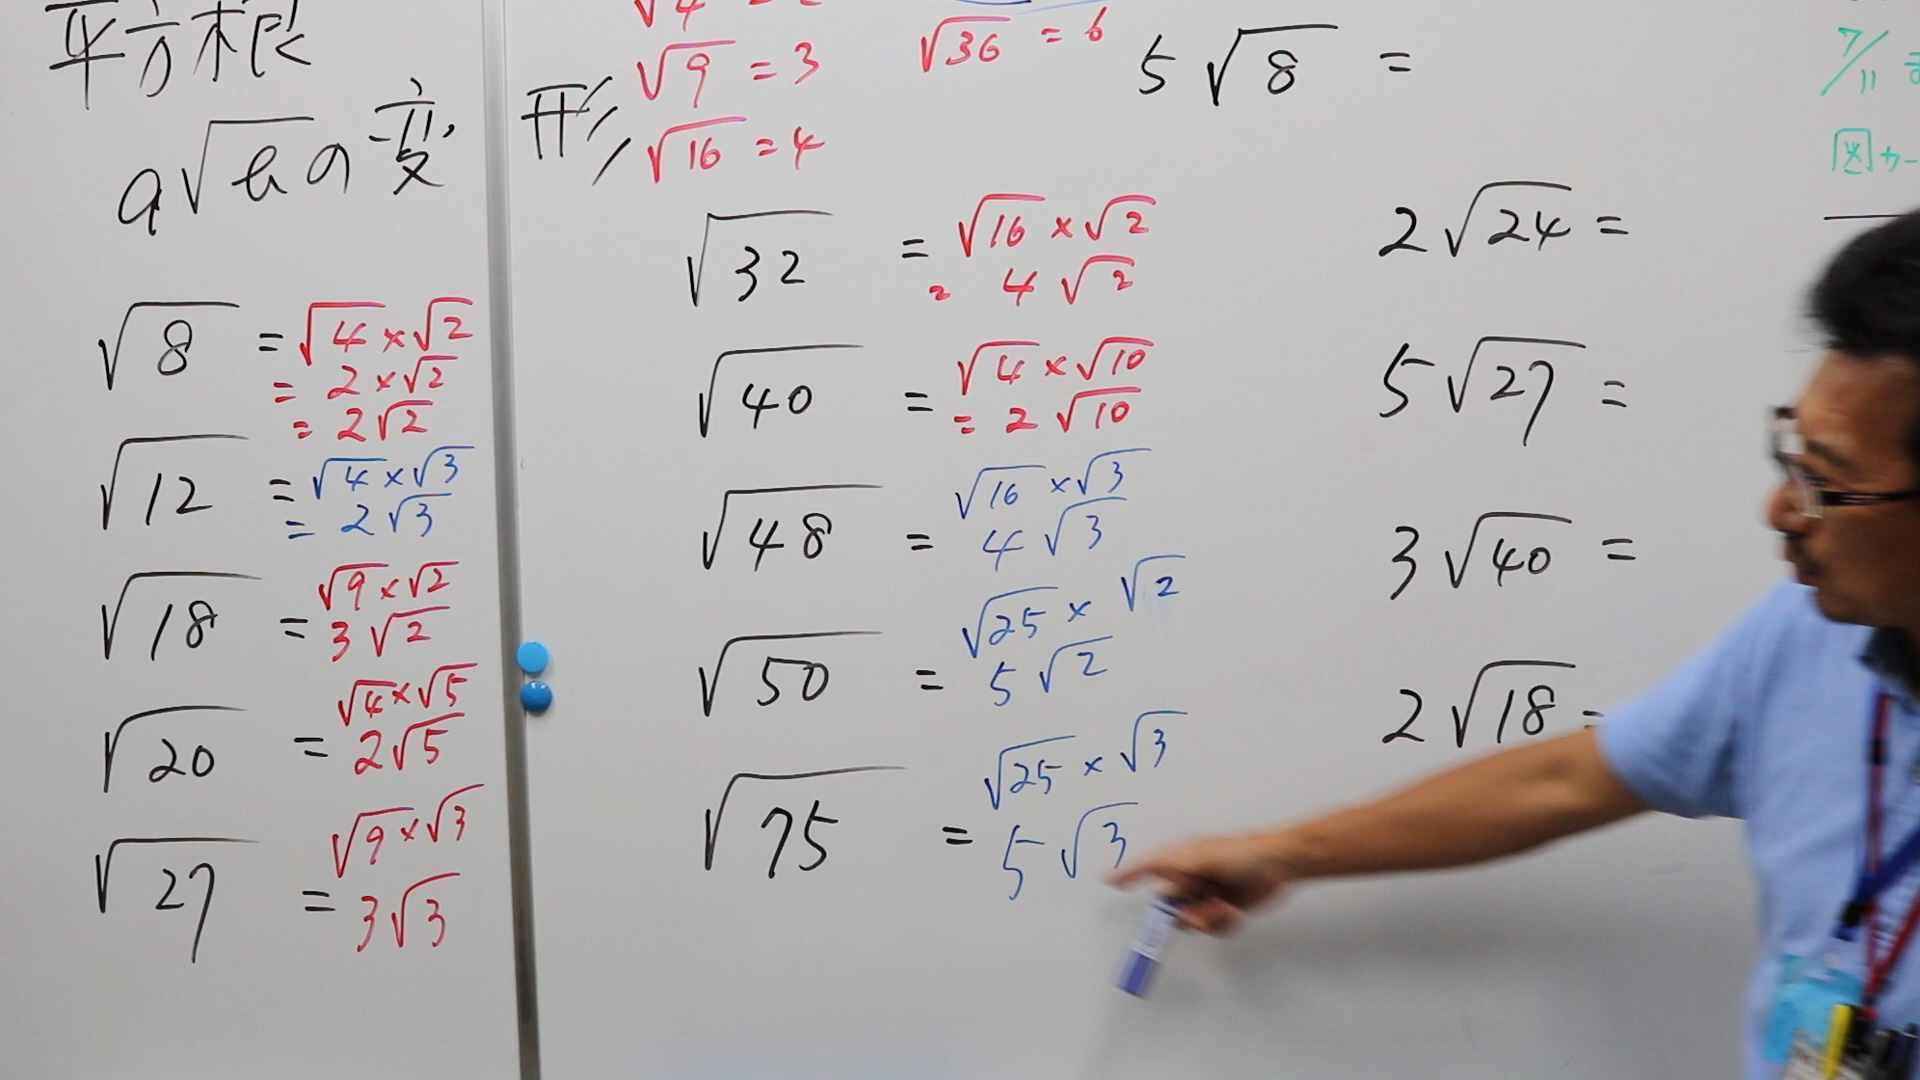 平方根
a√bの変形
√8 = √4 × √2
= 2 × √2
= 2√2
√12 = √4 × √3
= 2√3
√18 = √9 × √2
3√2
√20 = √4 × √5
2√5
√27 = √9 × √3
3√3
√9 = 3
√16 = 4
√36 = 6
√32 = √16 × √2
= 4√2
√40 = √4 × √10
= 2√10
√48 = √16 × √3
4√3
√50 = √25 × √2
5√2
√75 = √25 × √3
5√3
5√8 =
2√24 =
5√27 =
3√40 =
2√18 =
7/11